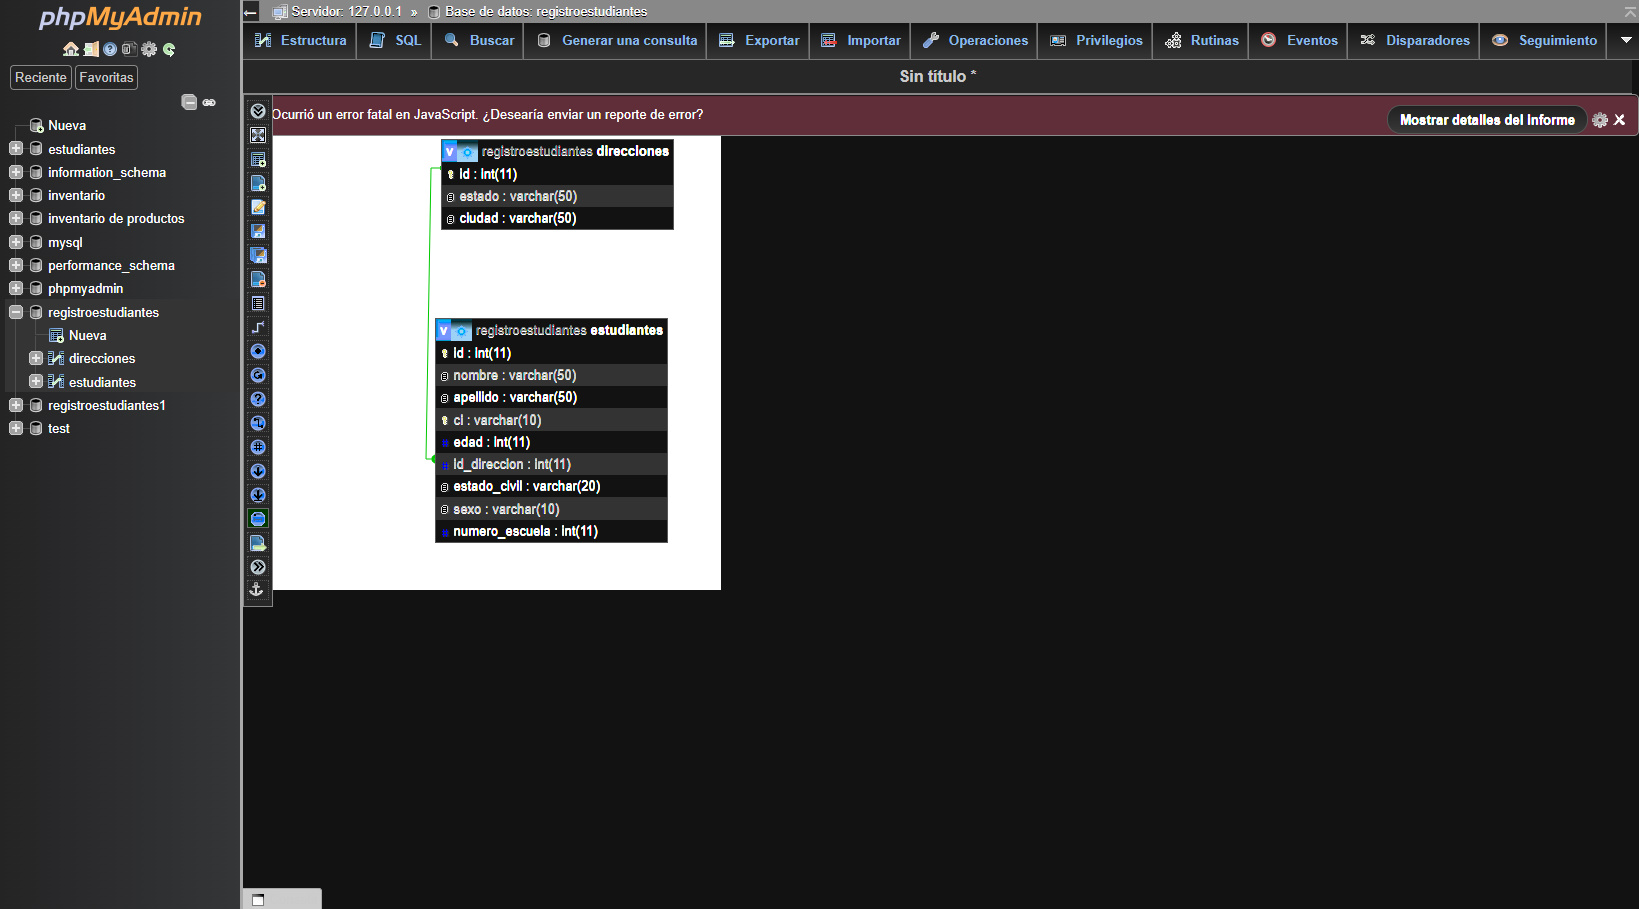 phpMyAdmin
Reciente Favoritas
Nueva
estudiantes
information_schema
inventario
inventario de productos
mysql
performance_schema
phpmyadmin
registroestudiantes
Nueva
direcciones
estudiantes
registroestudiantes1
test
Servidor: 127.0.0.1 » Base de datos: registroestudiantes
Estructura SQL Buscar Generar una consulta Exportar Importar Operaciones Privilegios Rutinas Eventos Disparadores Seguimiento
Sin título *
Ocurrió un error fatal en JavaScript. ¿Desearía enviar un reporte de error?
Mostrar detalles del Informe
v registroestudiantes direcciones
id : int(11)
estado : varchar(50)
ciudad : varchar(50)
v registroestudiantes estudiantes
id : int(11)
nombre : varchar(50)
apellido : varchar(50)
ci : varchar(10)
edad : int(11)
id_direccion : int(11)
estado_civil : varchar(20)
sexo : varchar(10)
numero_escuela : int(11)